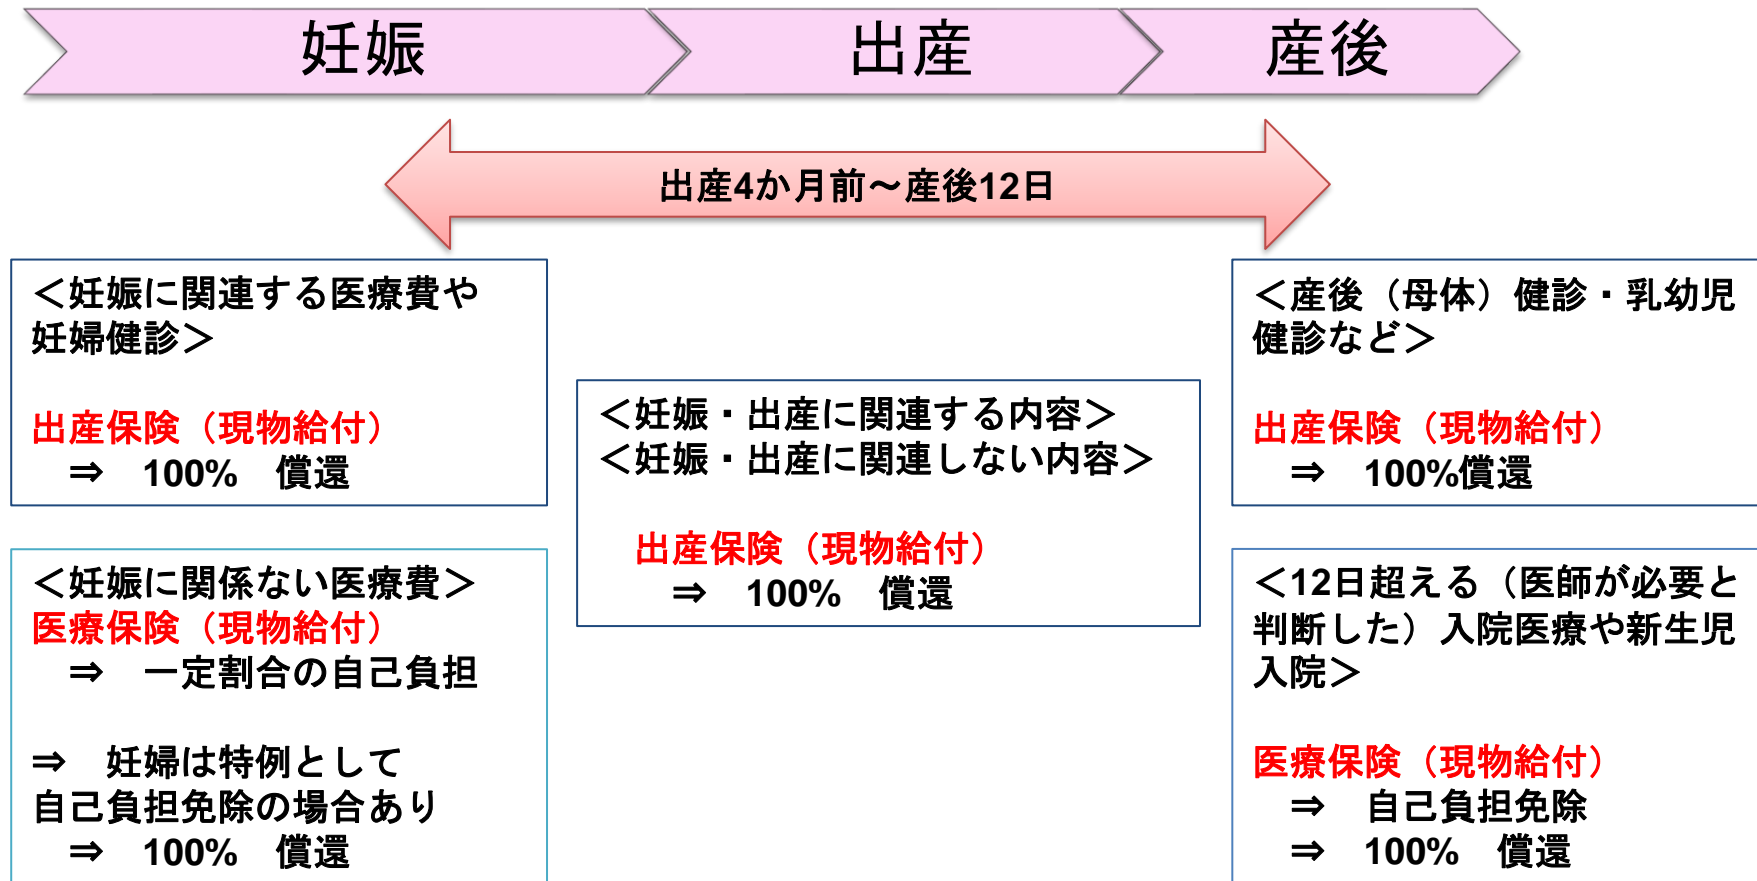 妊娠
出産
産後
出産4か月前～産後12日
＜妊娠に関連する医療費や
妊婦健診＞
出産保険（現物給付）
⇒　100%　償還
＜妊娠に関係ない医療費＞
医療保険（現物給付）
⇒　一定割合の自己負担
⇒　妊婦は特例として
自己負担免除の場合あり
⇒　100%　償還
＜妊娠・出産に関連する内容＞
＜妊娠・出産に関連しない内容＞
出産保険（現物給付）
⇒　100%　償還
＜産後（母体）健診・乳幼児
健診など＞
出産保険（現物給付）
⇒　100%償還
＜12日超える（医師が必要と
判断した）入院医療や新生児
入院＞
医療保険（現物給付）
⇒　自己負担免除
⇒　100%　償還